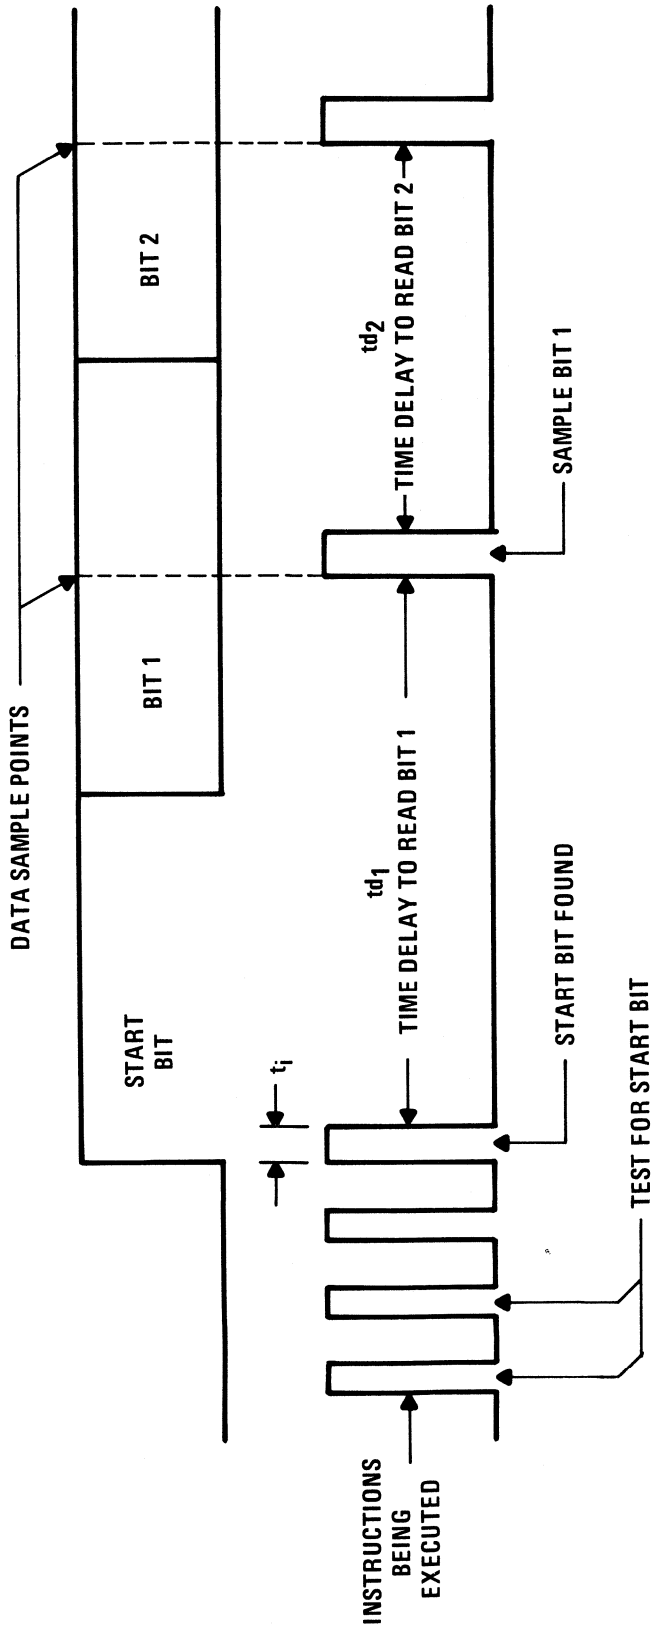 DATA SAMPLE POINTS
START
BIT
BIT 1
BIT 2
ti
INSTRUCTIONS
BEING
EXECUTED
td1
TIME DELAY TO READ BIT 1
td2
TIME DELAY TO READ BIT 2
START BIT FOUND
SAMPLE BIT 1
TEST FOR START BIT